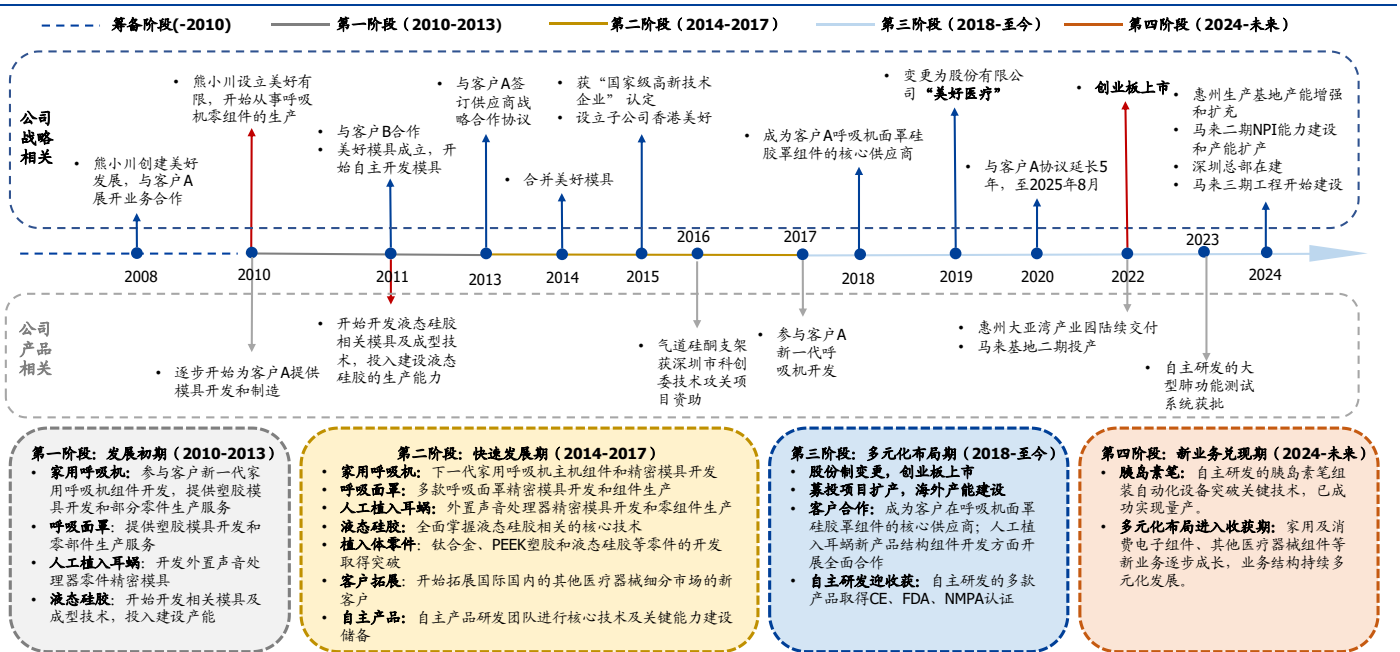 筹备阶段(-2010)
第一阶段（2010-2013)
第二阶段（2014-2017)
第三阶段（2018-至今)
第四阶段（2024-未来）
公司
战略
相关
• 熊小川创建美好
发展，与客户A
展开业务合作
• 熊小川设立美好有
限，开始从事呼吸
机零组件的生产
• 与客户B合作
• 美好模具成立，开
始自主开发模具
• 与客户A签
订供应商战
略合作协议
• 合并美好模具
• 获“国家级高新技术
企业” 认定
• 设立子公司香港美好
• 成为客户A呼吸机面罩硅
胶罩组件的核心供应商
• 变更为股份有限公
司“美好医疗”
• 与客户A协议延长5
年，至2025年8月
• 创业板上市
• 惠州生产基地产能增强
和扩充
• 马来二期NPI能力建设
和产能扩产
• 深圳总部在建
• 马来三期工程开始建设
2008
2010
2011
2013
2014
2015
2016
2017
2018
2019
2020
2022
2023
2024
公司
产品
相关
• 逐步开始为客户A提供
模具开发和制造
• 开始开发液态硅胶
相关模具及成型技
术，投入建设液态
硅胶的生产能力
• 气道硅酮支架
获深圳市科创
委技术攻关项
目资助
• 参与客户A
新一代呼
吸机开发
• 惠州大亚湾产业园陆续交付
• 马来基地二期投产
• 自主研发的大
型肺功能测试
系统获批
第一阶段：发展初期（2010-2013)
• 家用呼吸机：参与客户新一代家
用呼吸机组件开发，提供塑胶模
具开发和部分零件生产服务
• 呼吸面罩：提供塑胶模具开发和
零部件生产服务
• 人工植入耳蜗：开发外置声音处
理器零件精密模具
• 液态硅胶：开始开发相关模具及
成型技术，投入建设产能
第二阶段：快速发展期（2014-2017)
• 家用呼吸机：下一代家用呼吸机主机组件和精密模具开发
• 呼吸面罩：多款呼吸面罩精密模具开发和组件生产
• 人工植入耳蜗：外置声音处理器精密模具开发和零组件生产
• 液态硅胶：全面掌握液态硅胶相关的核心技术
• 植入体零件：钛合金、PEEK塑胶和液态硅胶等零件的开发
取得突破
• 客户拓展：开始拓展国际国内的其他医疗器械细分市场的新
客户
• 自主产品：自主产品研发团队进行核心技术及关键能力建设
储备
第三阶段：多元化布局期（2018-至今)
• 股份制变更，创业板上市
• 募投项目扩产，海外产能建设
• 客户合作：成为客户在呼吸机面罩
硅胶罩组件的核心供应商；人工植
入耳蜗新产品结构组件开发方面开
展全面合作
• 自主研发迎收获：自主研发的多款
产品取得CE、FDA、NMPA认证
第四阶段：新业务兑现期（2024-未来）
• 胰岛素笔：自主研发的胰岛素笔组
装自动化设备突破关键技术，已成
功实现量产。
• 多元化布局进入收获期：家用及消
费电子组件、其他医疗器械组件等
新业务逐步成长，业务结构持续多
元化发展。